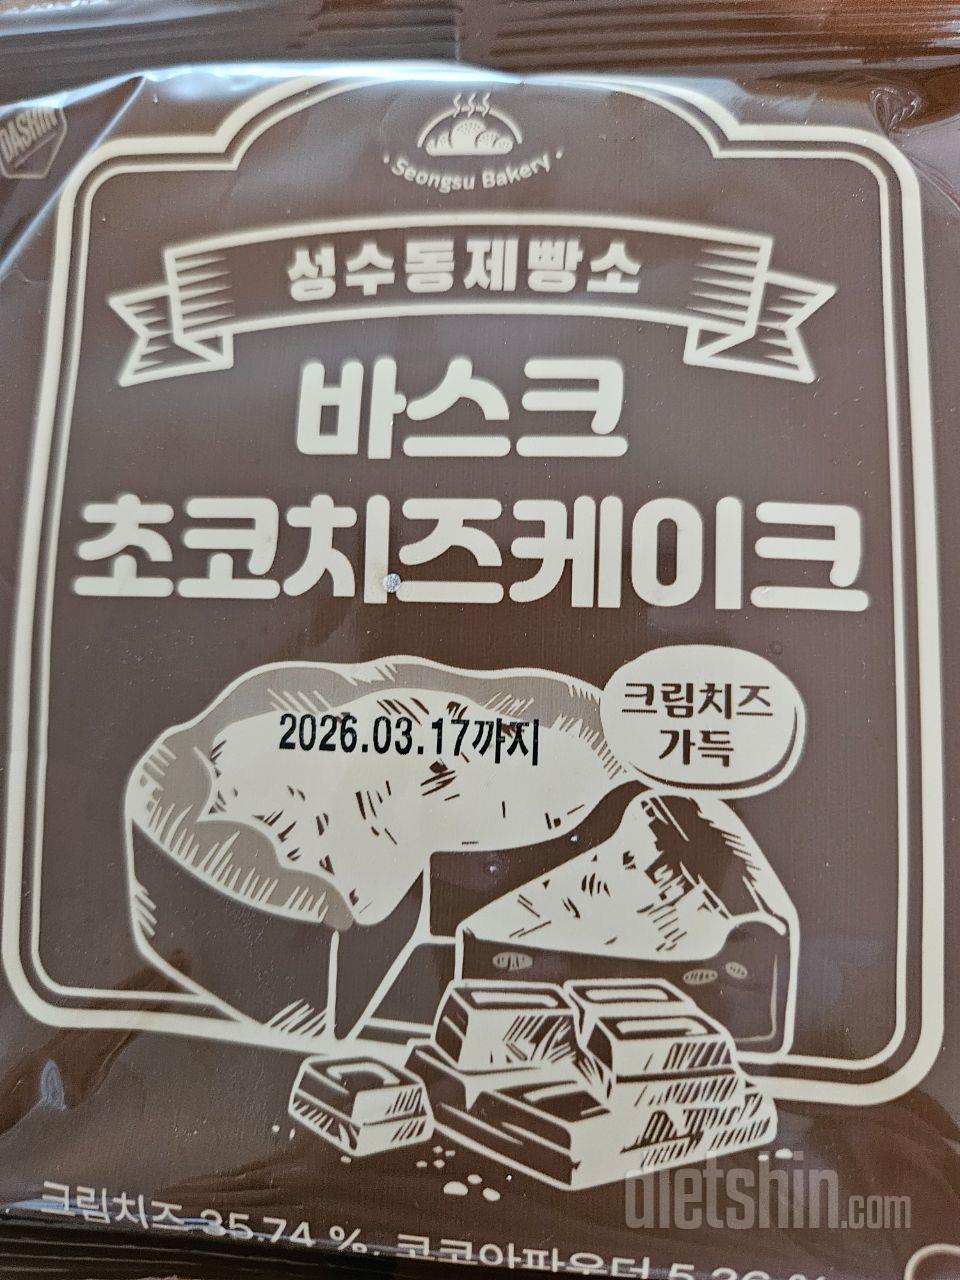 DASHIN
Seongsu Bakery
성수동제빵소
바스크
초코치즈케이크
크림치즈
가득
2026.03.17까지
크림치즈 35.74 %, 코코아파우더
dietshin.com